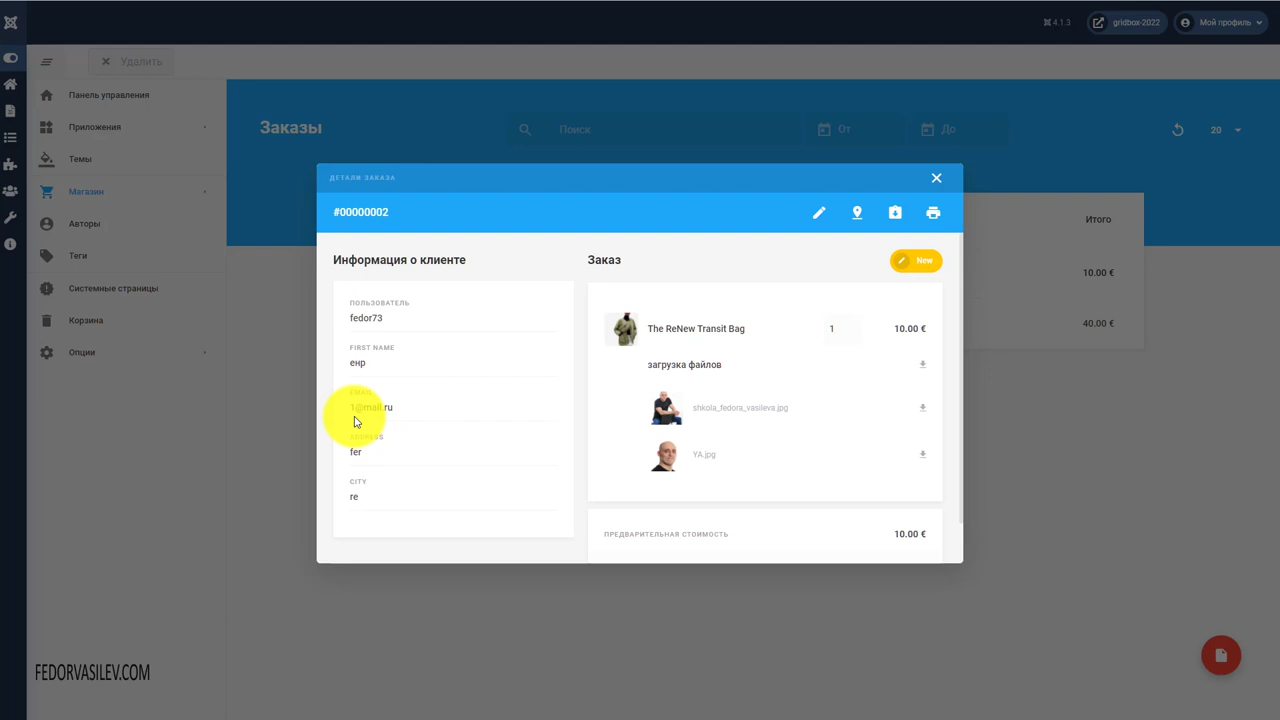 4.1.3
gridbox-2022
Мой профиль
Удалить
Панель управления
Приложения
Темы
Магазин
Авторы
Теги
Системные страницы
Корзина
Опции
Заказы
Поиск
От
До
20
Итого
10.00 €
40.00 €
ДЕТАЛИ ЗАКАЗА
#00000002
Информация о клиенте
ПОЛЬЗОВАТЕЛЬ
fedor73
FIRST NAME
енр
EMAIL
1@mail.ru
ADDRESS
fer
CITY
re
Заказ
New
The ReNew Transit Bag 1 10.00 €
загрузка файлов
shkola_fedora_vasileva.jpg
YA.jpg
ПРЕДВАРИТЕЛЬНАЯ СТОИМОСТЬ 10.00 €
FEDORVASILEV.COM